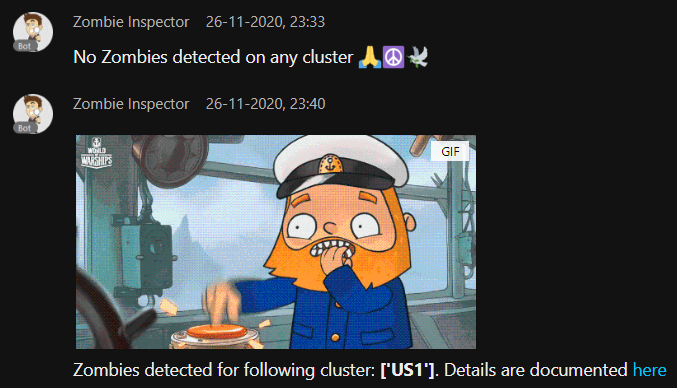 Zombie Inspector 26-11-2020, 23:33
Bot
No Zombies detected on any cluster 🙏☮️🕊️
Zombie Inspector 26-11-2020, 23:40
Bot
WORLD OF
WARSHIPS
GIF
Zombies detected for following cluster: ['US1']. Details are documented here